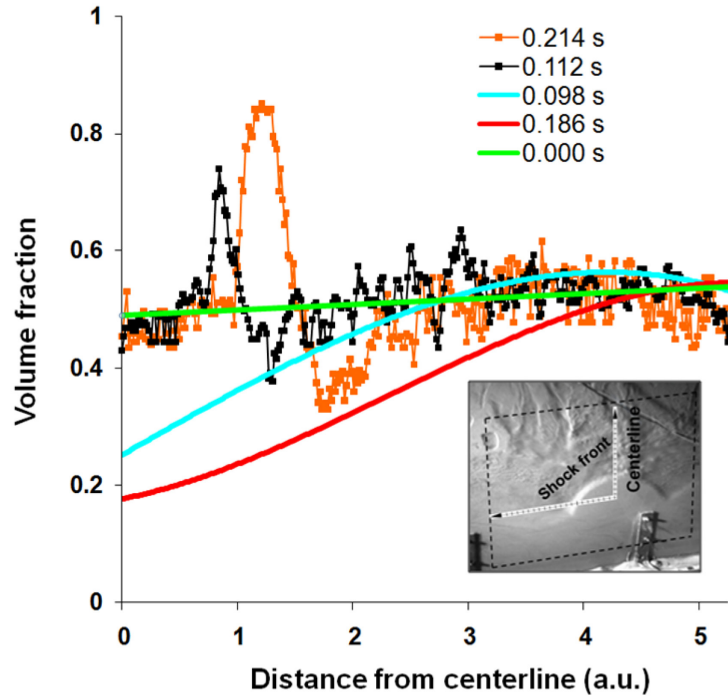 1
0.8
0.6
0.4
0.2
0
Volume fraction
0.214 s
0.112 s
0.098 s
0.186 s
0.000 s
Shock front
Centerline
0 1 2 3 4 5
Distance from centerline (a.u.)